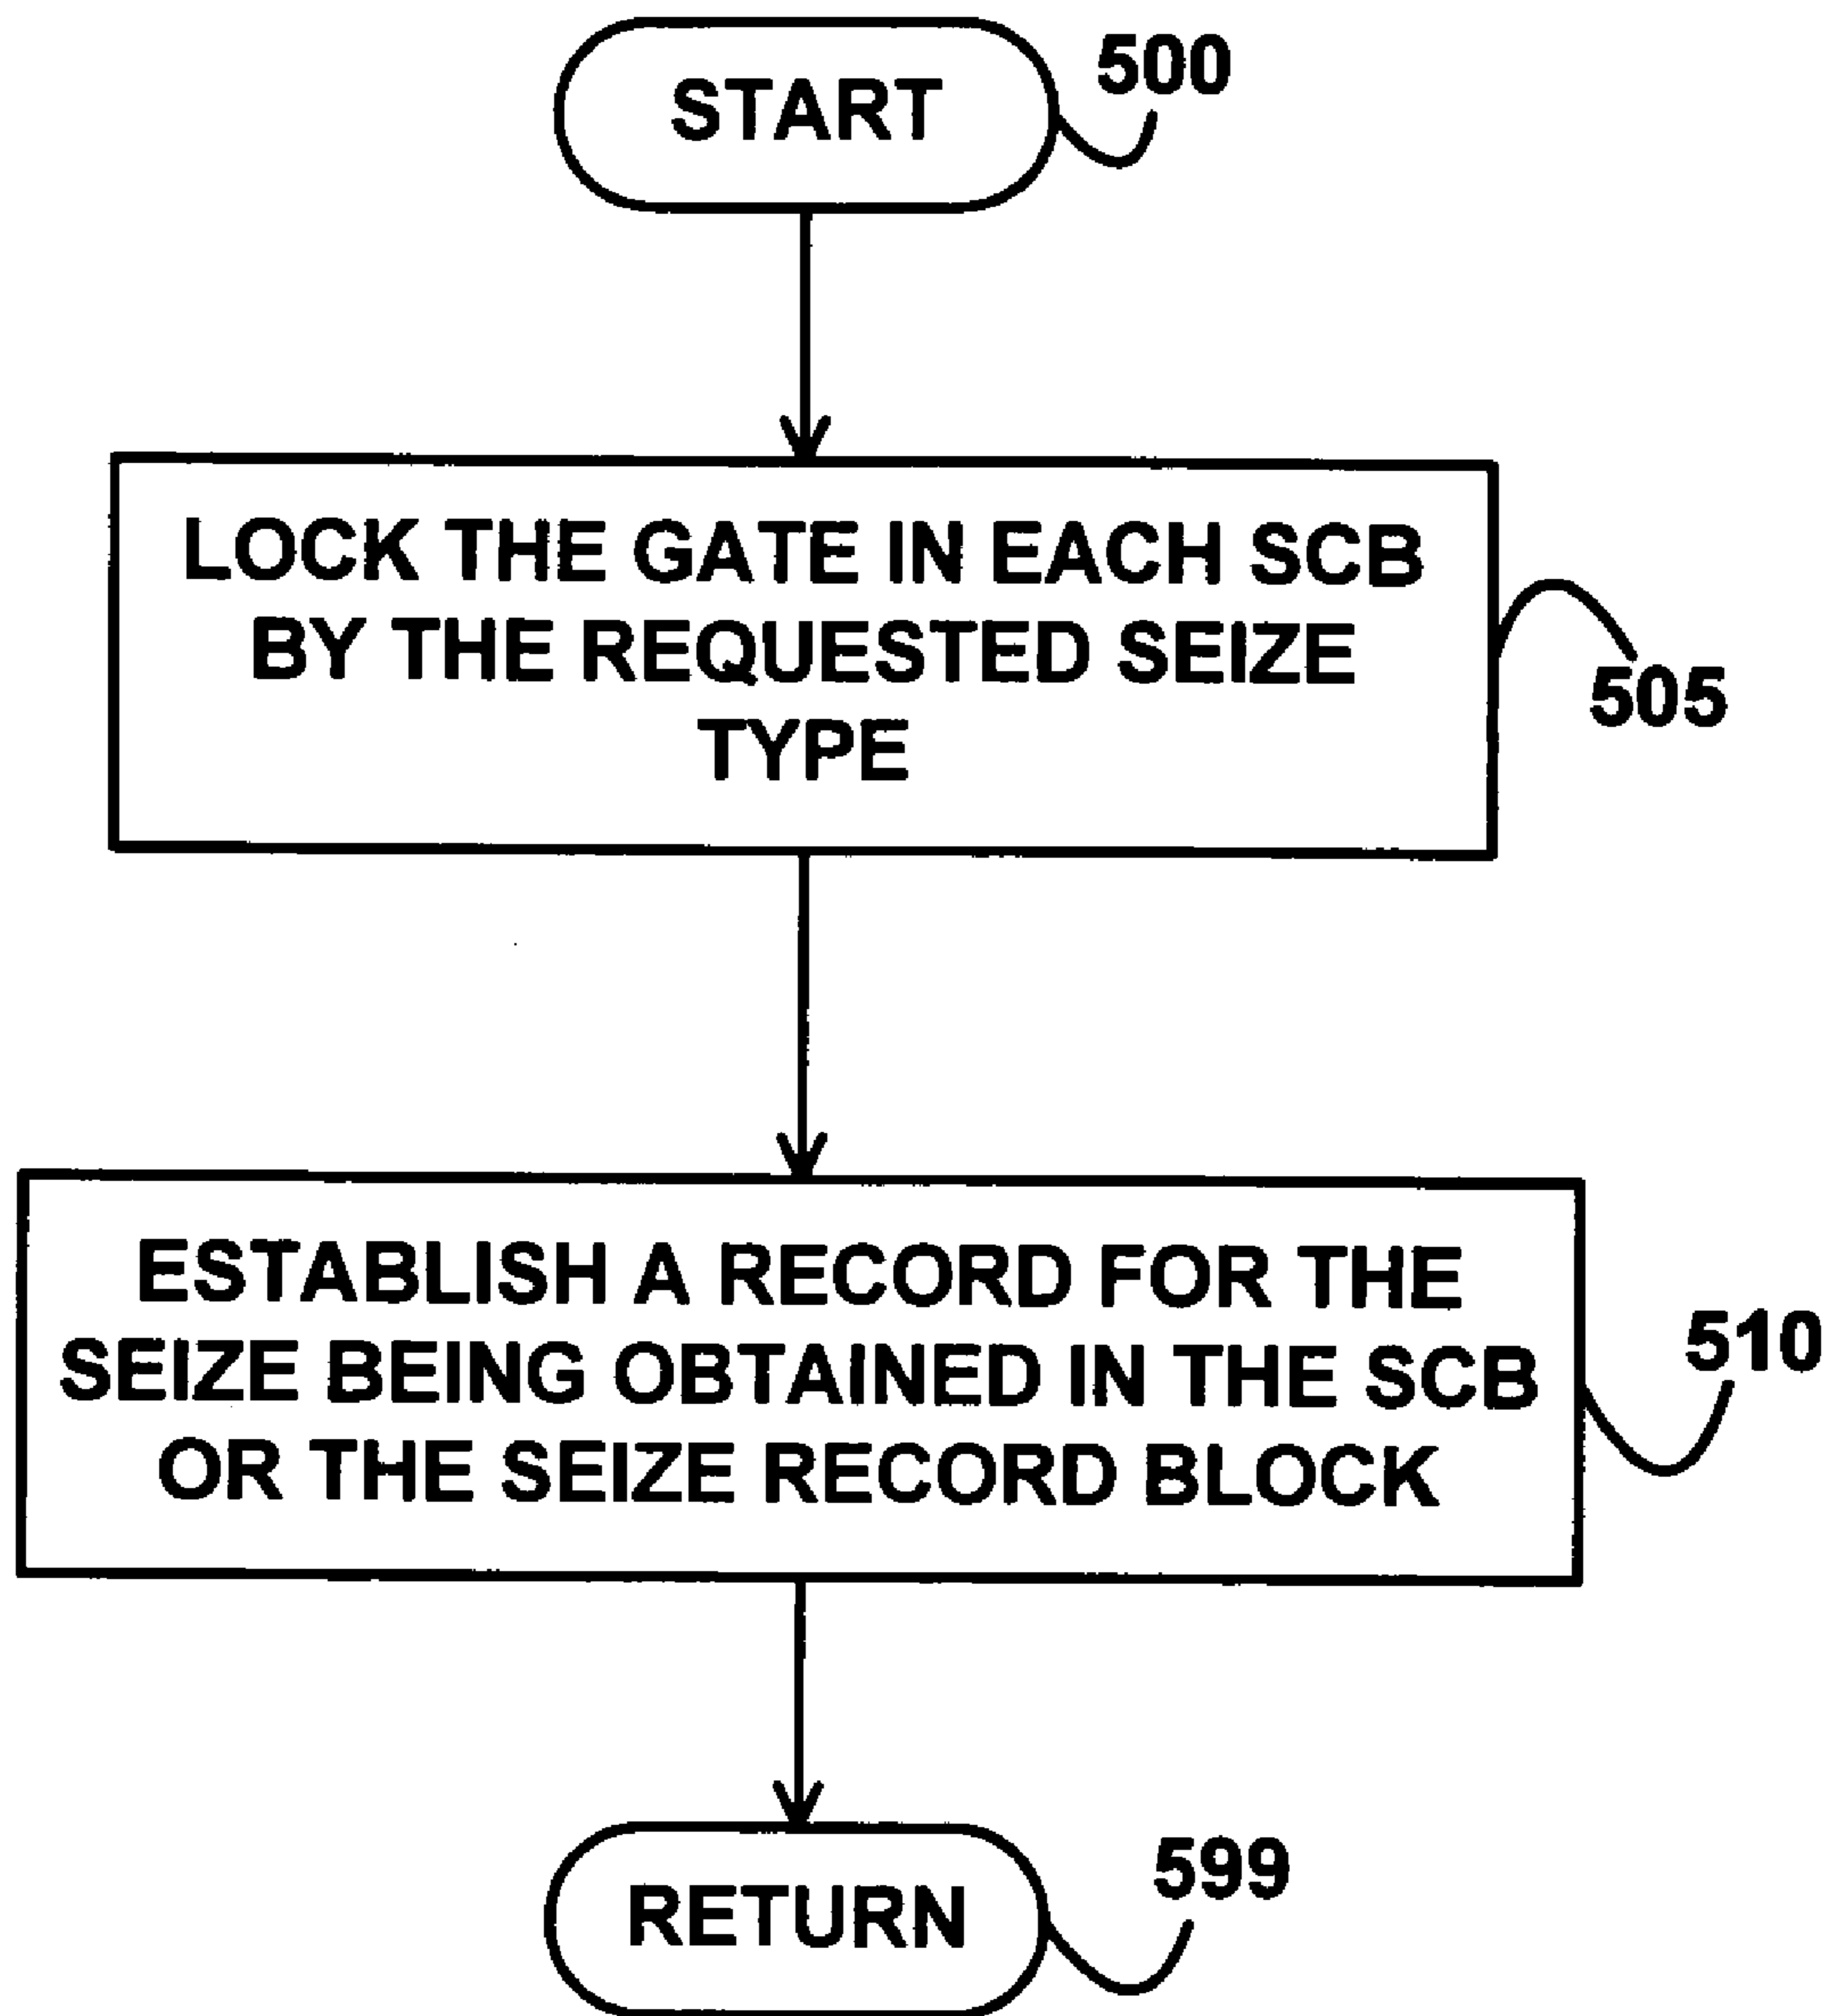 START
500
LOCK THE GATE IN EACH SCB
BY THE REQUESTED SEIZE
TYPE
505
ESTABLISH A RECORD FOR THE
SEIZE BEING OBTAINED IN THE SCB
OR THE SEIZE RECORD BLOCK
510
RETURN
599